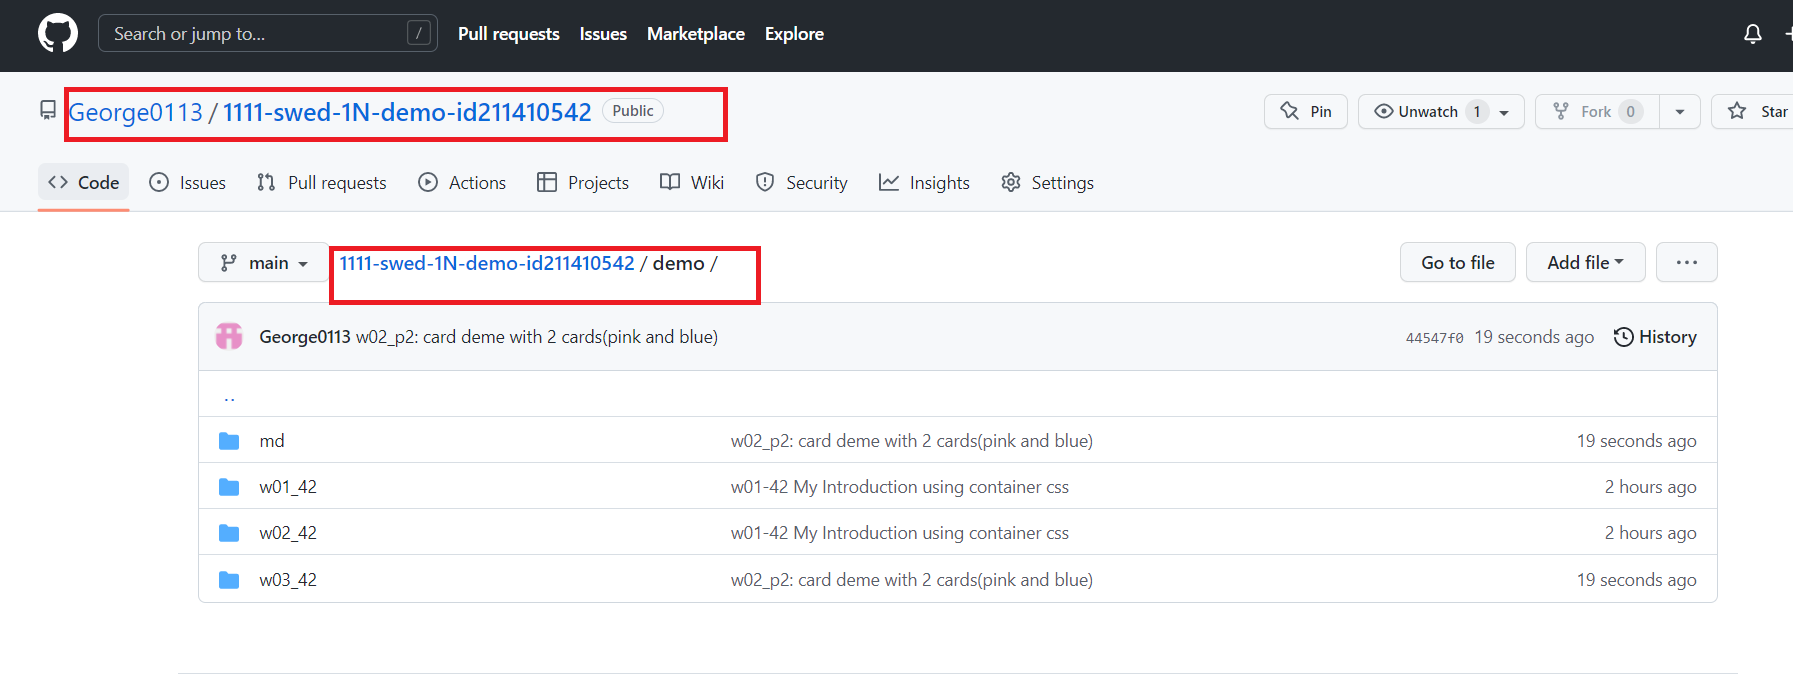 Search or jump to... / Pull requests Issues Marketplace Explore
George0113 / 1111-swed-1N-demo-id211410542 Public Pin Unwatch 1 Fork 0 Star
Code Issues Pull requests Actions Projects Wiki Security Insights Settings
main 1111-swed-1N-demo-id211410542 / demo / Go to file Add file ...
George0113 w02_p2: card deme with 2 cards(pink and blue) 44547f0 19 seconds ago History
..
md w02_p2: card deme with 2 cards(pink and blue) 19 seconds ago
w01_42 w01-42 My Introduction using container css 2 hours ago
w02_42 w01-42 My Introduction using container css 2 hours ago
w03_42 w02_p2: card deme with 2 cards(pink and blue) 19 seconds ago